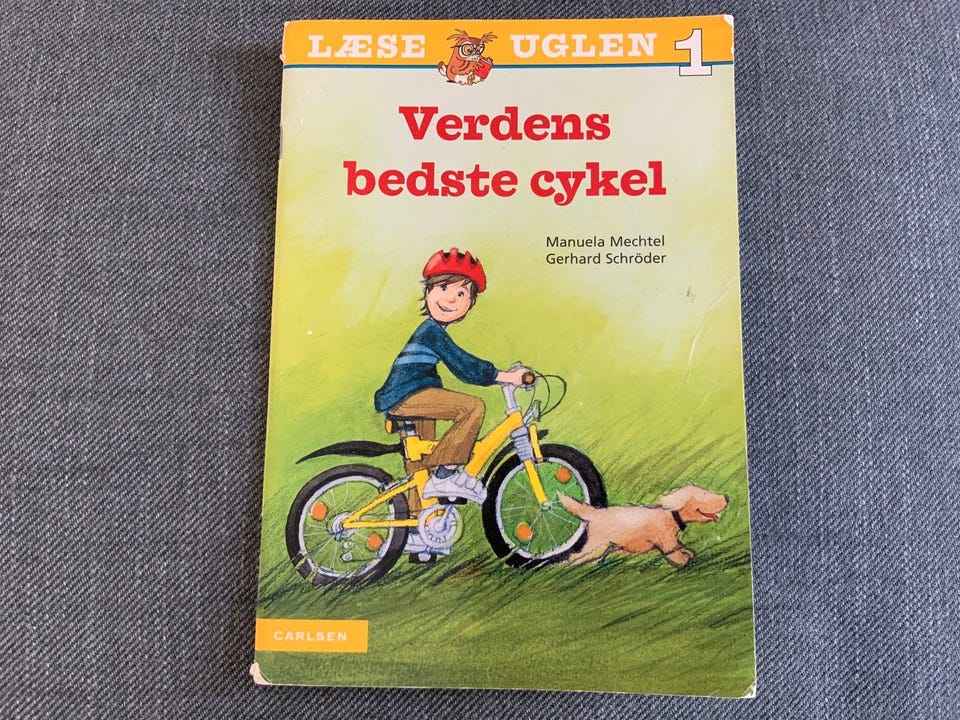 LÆSE UGLEN 1
Verdens
bedste cykel
Manuela Mechtel
Gerhard Schröder
CARLSEN